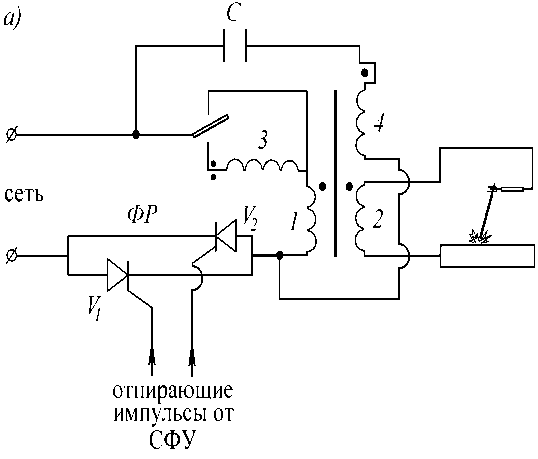 а)
C
3
4
сеть
ФР
V2
1
2
V1
отпирающие
импульсы от
СФУ